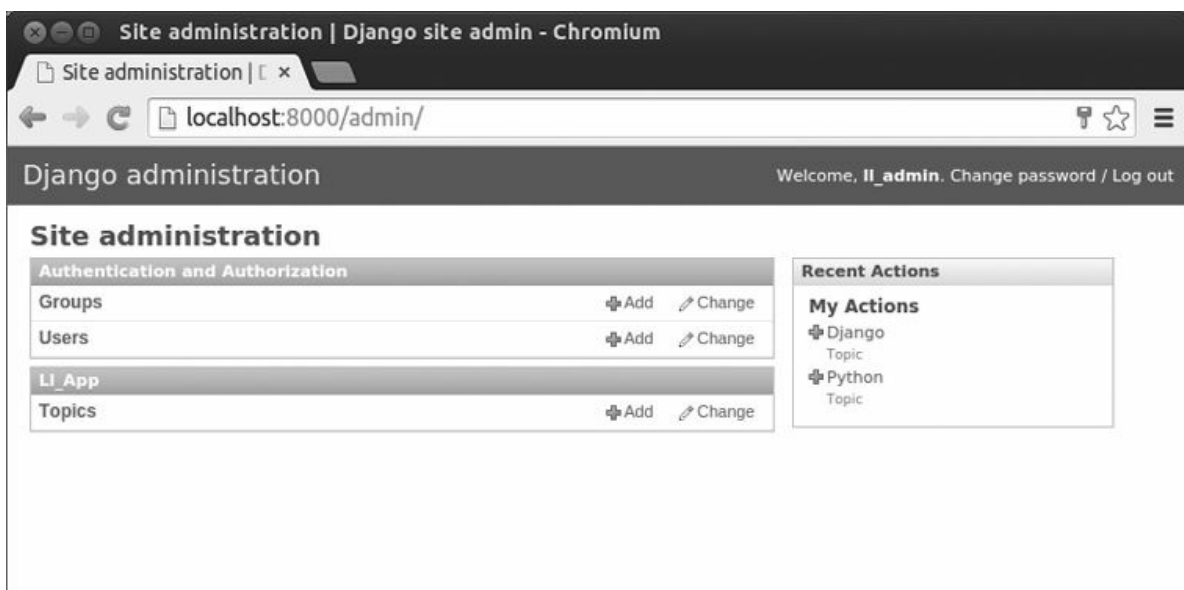 Site administration | Django site admin - Chromium
Site administration |
localhost:8000/admin/
Django administration
Welcome, ll_admin. Change password / Log out
Site administration
Authentication and Authorization
Groups Add Change
Users Add Change
Ll_App
Topics Add Change
Recent Actions
My Actions
Django
Topic
Python
Topic